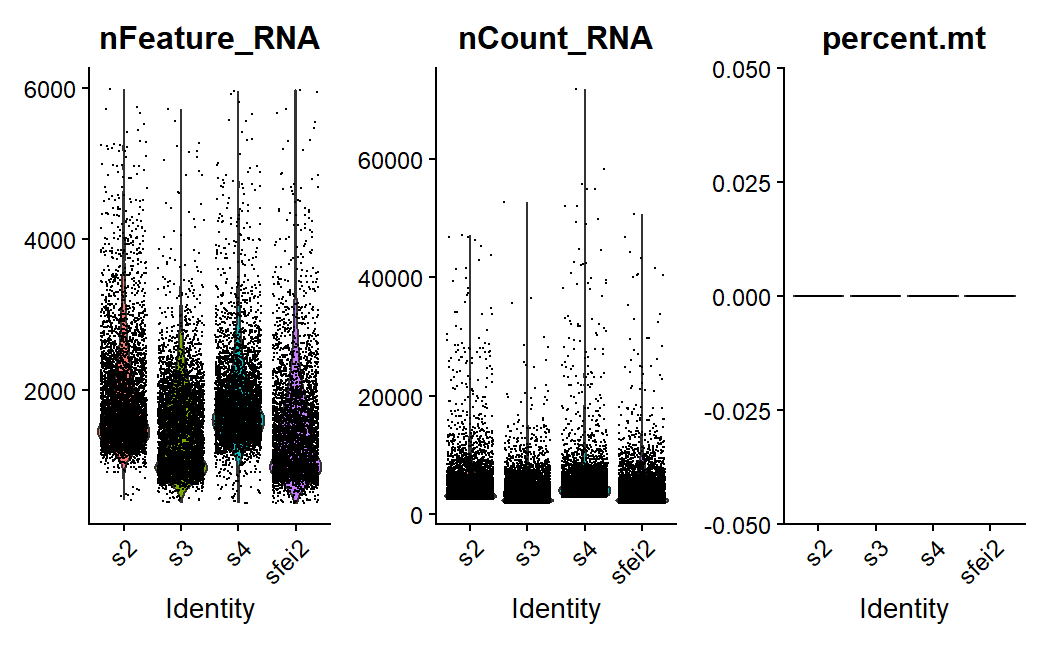 nFeature_RNA
6000
4000
2000
s2
s3
s4
sfei2
Identity
nCount_RNA
60000
40000
20000
0
s2
s3
s4
sfei2
Identity
percent.mt
0.050
0.025
0.000
-0.025
-0.050
s2
s3
s4
sfei2
Identity